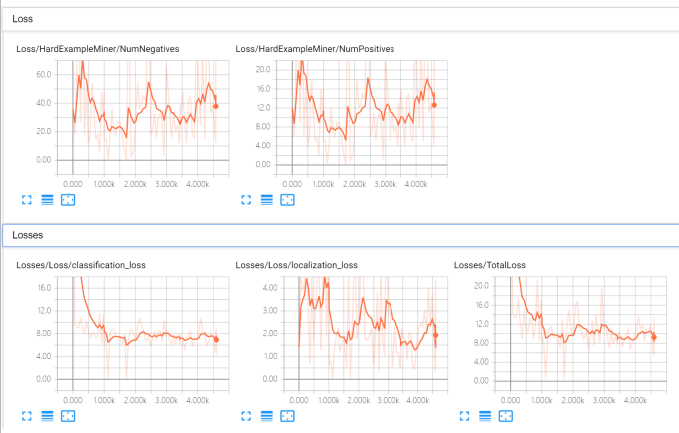 Loss
Loss/HardExampleMiner/NumNegatives
Loss/HardExampleMiner/NumPositives
60.0
40.0
20.0
0.00
0.000 1.000k 2.000k 3.000k 4.000k
20.0
16.0
12.0
8.00
4.00
0.00
0.000 1.000k 2.000k 3.000k 4.000k
Losses
Losses/Loss/classification_loss
Losses/Loss/localization_loss
Losses/TotalLoss
16.0
12.0
8.00
4.00
0.00
0.000 1.000k 2.000k 3.000k 4.000k
4.00
3.00
2.00
1.00
0.00
0.000 1.000k 2.000k 3.000k 4.000k
20.0
16.0
12.0
8.00
4.00
0.00
0.000 1.000k 2.000k 3.000k 4.000k